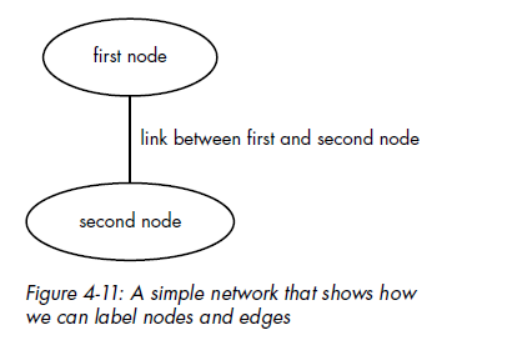 first node
link between first and second node
second node
Figure 4-11: A simple network that shows how
we can label nodes and edges